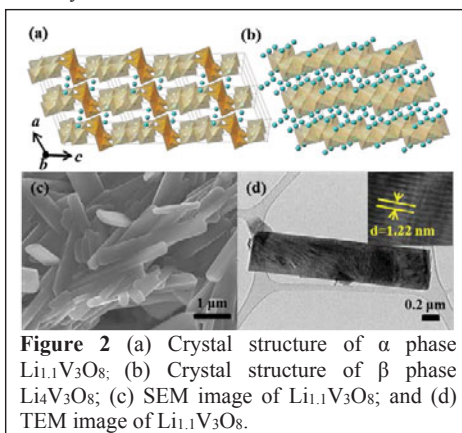 (a)
(b)
a
b
c
(c)
1 μm
(d)
d=1.22 nm
0.2 μm
Figure 2 (a) Crystal structure of α phase
Li1.1V3O8; (b) Crystal structure of β phase
Li4V3O8; (c) SEM image of Li1.1V3O8; and (d)
TEM image of Li1.1V3O8.